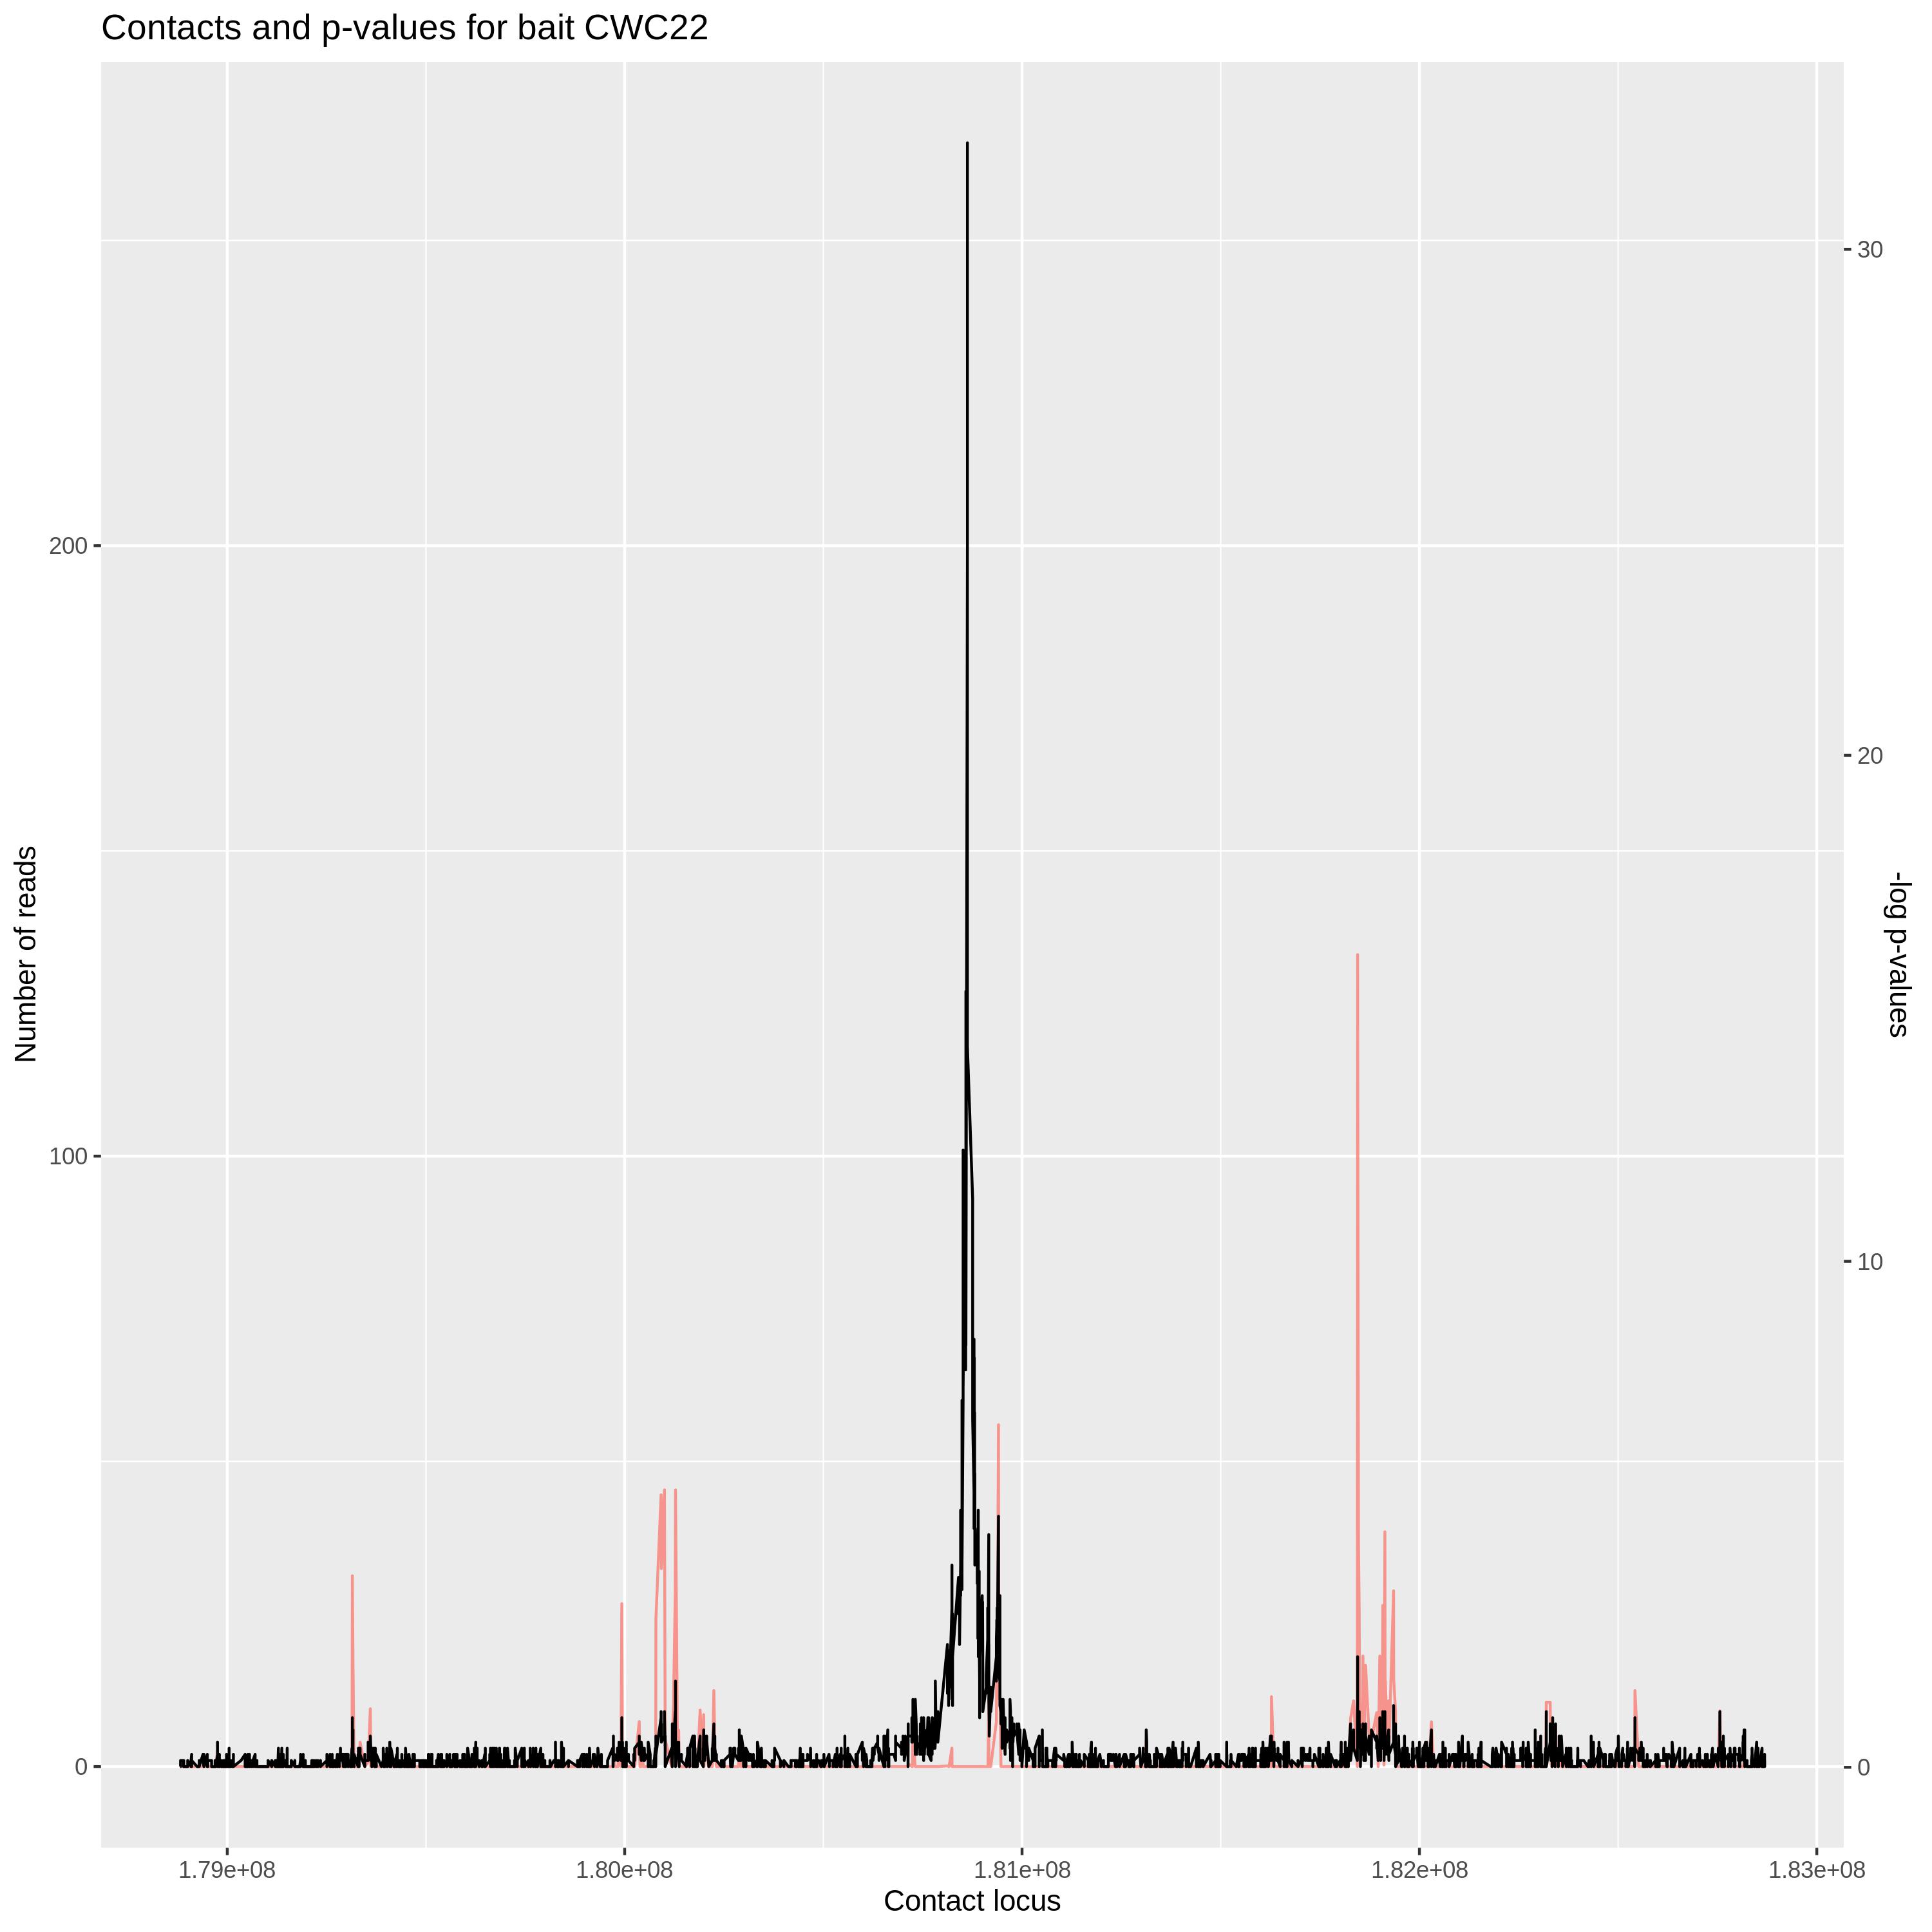 Contacts and p-values for bait CWC22
Number of reads
200
100
0
30
20
10
0
-log p-values
1.79e+08
1.80e+08
1.81e+08
1.82e+08
1.83e+08
Contact locus